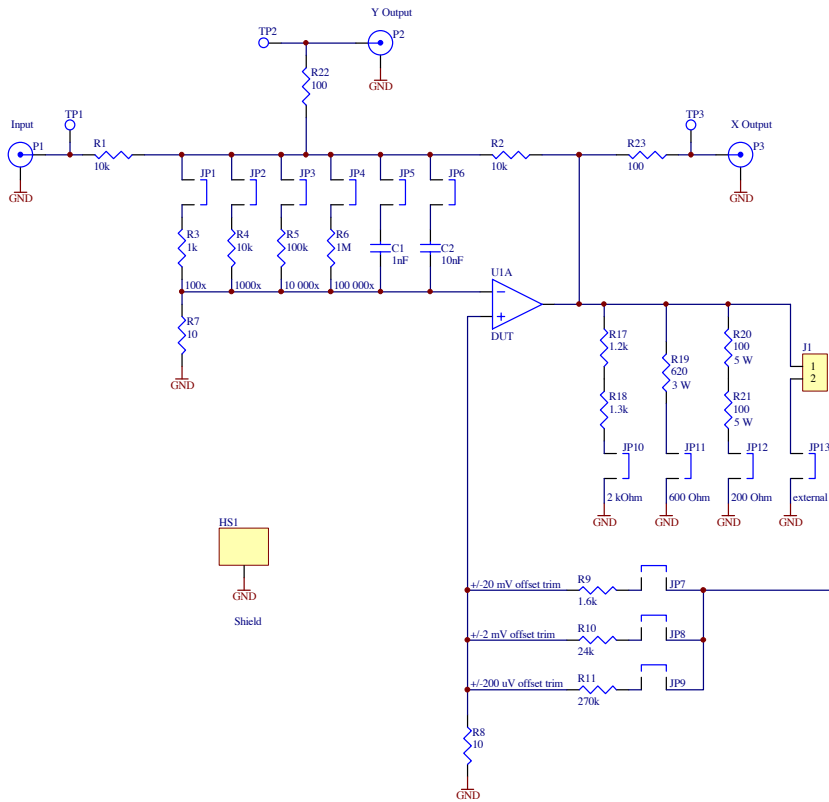 Y Output
TP2
P2
R22
100
GND
Input
TP1
P1
R1
10k
GND
R2
10k
R23
100
TP3
X Output
P3
GND
JP1
JP2
JP3
JP4
JP5
JP6
R3
1k
R4
10k
R5
100k
R6
1M
C1
1nF
C2
10nF
100x
1000x
10 000x
100 000x
R7
10
GND
U1A
DUT
R17
1.2k
R18
1.3k
JP10
2 kOhm
GND
R19
620
3 W
JP11
600 Ohm
GND
R20
100
5 W
R21
100
5 W
JP12
200 Ohm
GND
J1
1
2
JP13
external
GND
HS1
GND
Shield
+/-20 mV offset trim
R9
1.6k
JP7
+/-2 mV offset trim
R10
24k
JP8
+/-200 uV offset trim
R11
270k
JP9
R8
10
GND